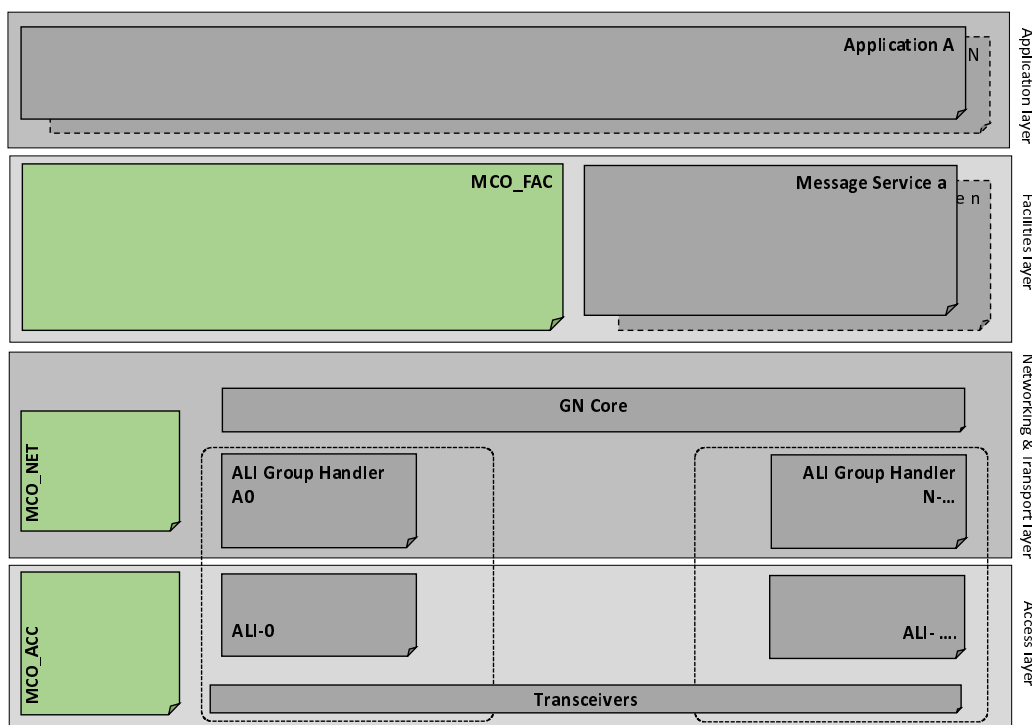 Application A
N
Application layer
MCO_FAC
Message Service a
e n
Facilities layer
GN Core
MCO_NET
ALI Group Handler
A0
ALI Group Handler
N-...
Networking & Transport layer
MCO_ACC
ALI-0
ALI- ....
Transceivers
Access layer